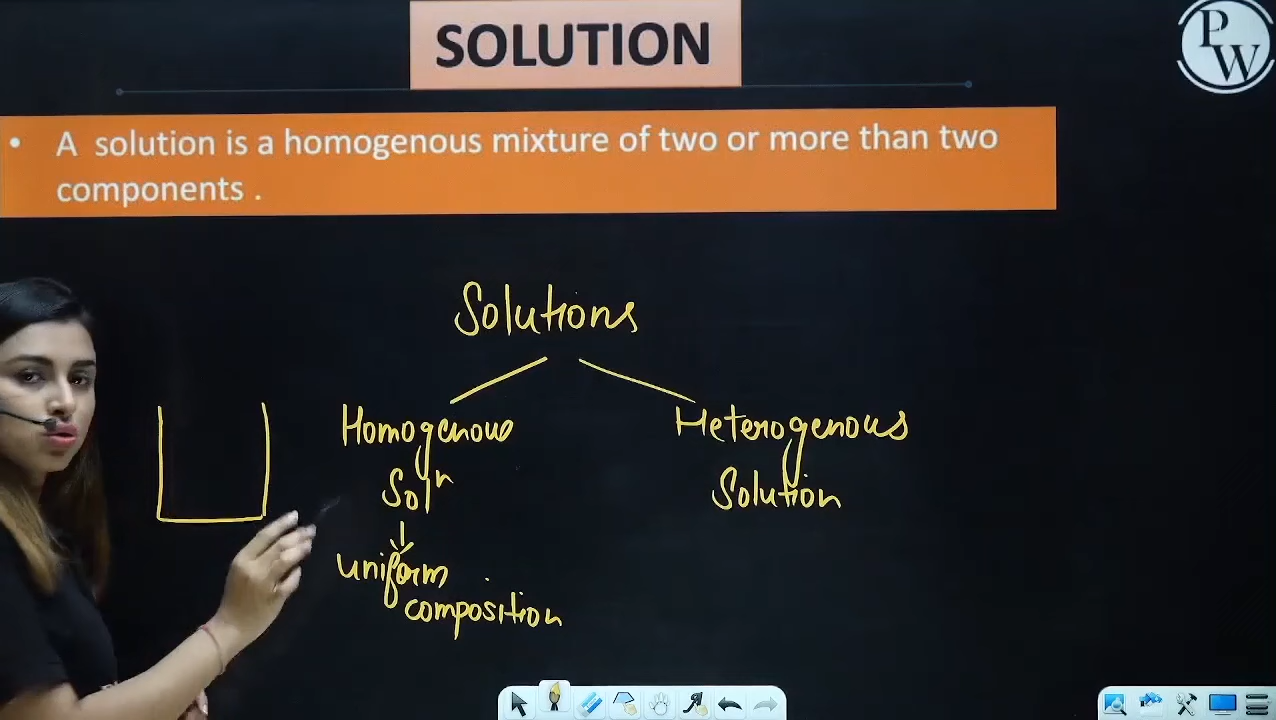 SOLUTION
PW
• A solution is a homogenous mixture of two or more than two
components .
Solutions
Homogenous
Heterogenous
Solⁿ
Solution
uniform
composition